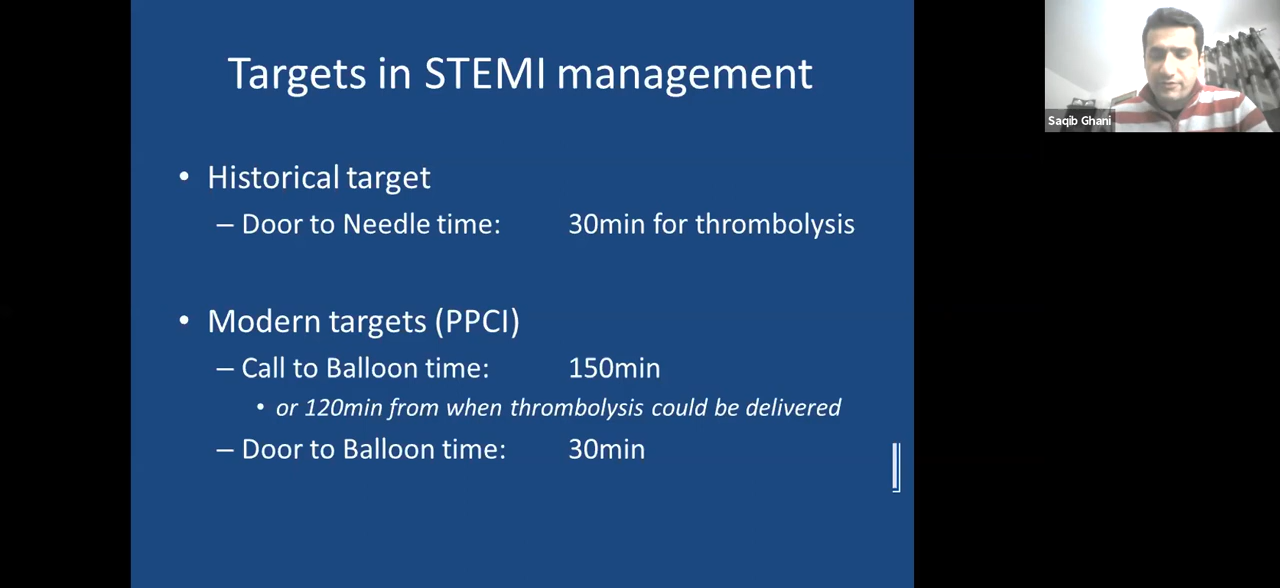 Targets in STEMI management
• Historical target
– Door to Needle time: 30min for thrombolysis
• Modern targets (PPCI)
– Call to Balloon time: 150min
• or 120min from when thrombolysis could be delivered
– Door to Balloon time: 30min
Saqib Ghani